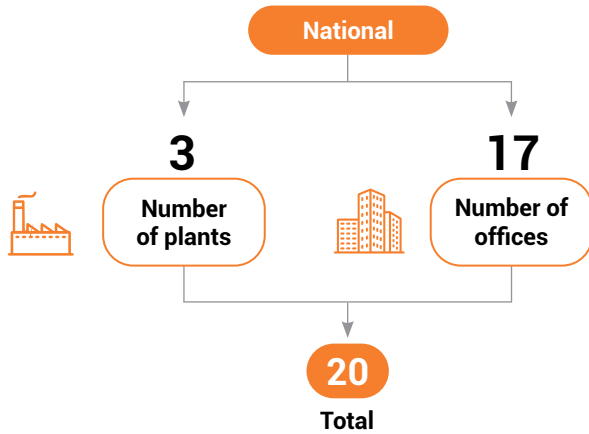 National
3
Number
of plants
17
Number of
offices
20
Total